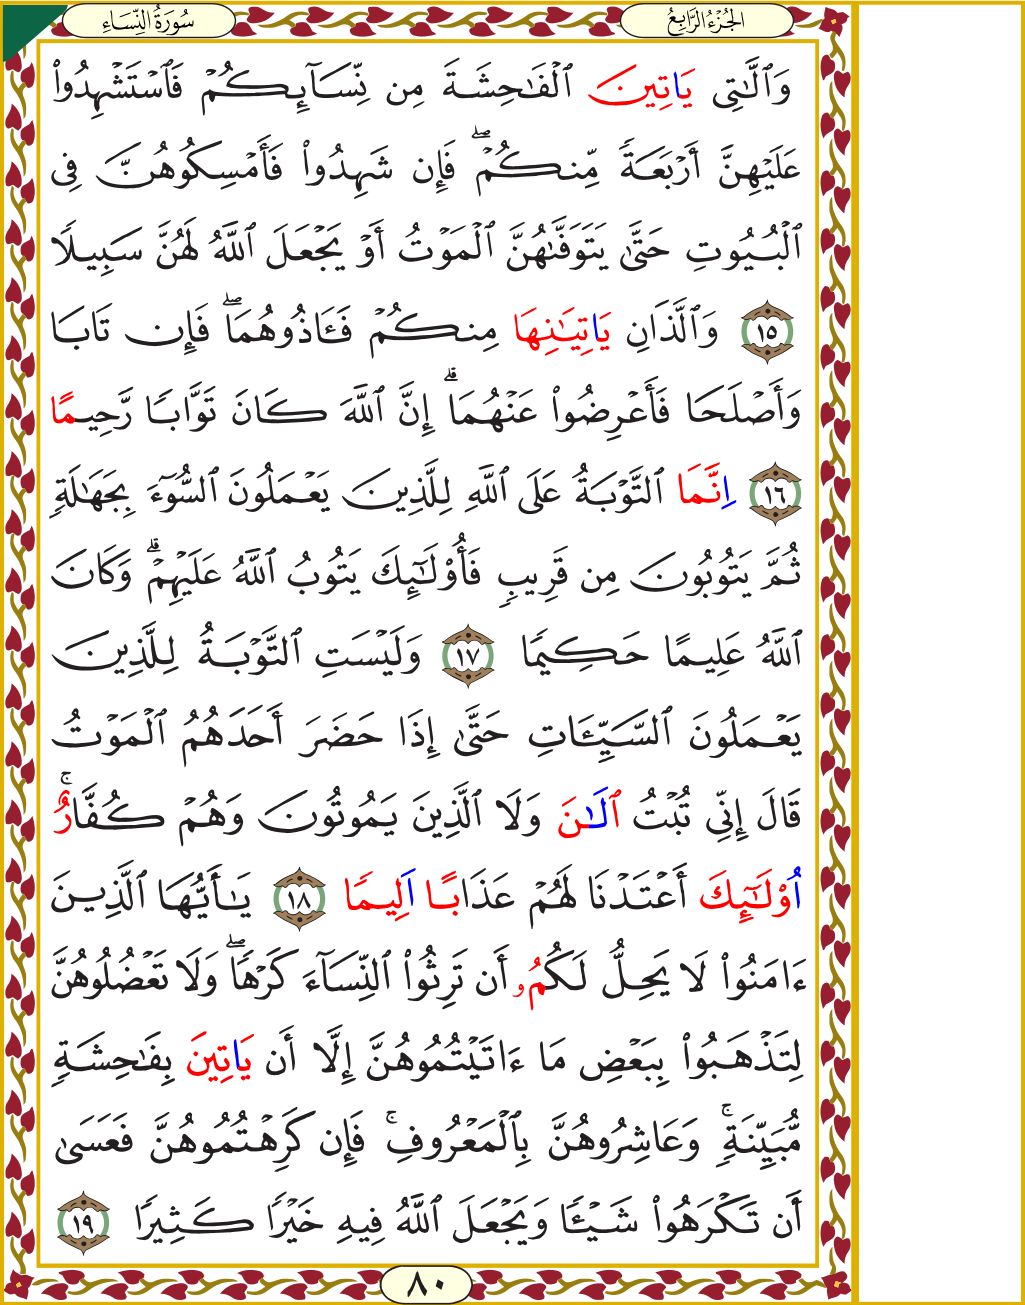 سُورَةُ النِّسَاءِ
الجُزْءُ الرَّابِعُ
وَٱلَّٰتِى يَاتِينَ ٱلْفَٰحِشَةَ مِن نِّسَآئِكُمْ فَٱسْتَشْهِدُوا۟
عَلَيْهِنَّ أَرْبَعَةً مِّنكُمْ ۖ فَإِن شَهِدُوا۟ فَأَمْسِكُوهُنَّ فِى
ٱلْبُيُوتِ حَتَّىٰ يَتَوَفَّىٰهُنَّ ٱلْمَوْتُ أَوْ يَجْعَلَ ٱللَّهُ لَهُنَّ سَبِيلًا
١٥ وَٱلَّذَانِ يَاتِيَٰنِهَا مِنكُمْ فَـَٔاذُوهُمَا ۖ فَإِن تَابَا
وَأَصْلَحَا فَأَعْرِضُوا۟ عَنْهُمَا ۗ إِنَّ ٱللَّهَ كَانَ تَوَّابًا رَّحِيمًا
١٦ اِنَّمَا ٱلتَّوْبَةُ عَلَى ٱللَّهِ لِلَّذِينَ يَعْمَلُونَ ٱلسُّوٓءَ بِجَهَٰلَةٍ
ثُمَّ يَتُوبُونَ مِن قَرِيبٍ فَأُو۟لَٰٓئِكَ يَتُوبُ ٱللَّهُ عَلَيْهِمْ ۗ وَكَانَ
ٱللَّهُ عَلِيمًا حَكِيمًا ١٧ وَلَيْسَتِ ٱلتَّوْبَةُ لِلَّذِينَ
يَعْمَلُونَ ٱلسَّيِّـَٔاتِ حَتَّىٰٓ إِذَا حَضَرَ أَحَدَهُمُ ٱلْمَوْتُ
قَالَ إِنِّى تُبْتُ ٱلَٰنَ وَلَا ٱلَّذِينَ يَمُوتُونَ وَهُمْ كُفَّارٌ ۚ
اُو۟لَٰٓئِكَ أَعْتَدْنَا لَهُمْ عَذَابًا اَلِيمًا ١٨ يَٰٓأَيُّهَا ٱلَّذِينَ
ءَامَنُوا۟ لَا يَحِلُّ لَكُمُۥ أَن تَرِثُوا۟ ٱلنِّسَآءَ كَرْهًا ۖ وَلَا تَعْضُلُوهُنَّ
لِتَذْهَبُوا۟ بِبَعْضِ مَا ءَاتَيْتُمُوهُنَّ إِلَّا أَن يَاتِينَ بِفَٰحِشَةٍ
مُّبَيِّنَةٍ ۚ وَعَاشِرُوهُنَّ بِٱلْمَعْرُوفِ ۚ فَإِن كَرِهْتُمُوهُنَّ فَعَسَىٰ
أَن تَكْرَهُوا۟ شَيْـًٔا وَيَجْعَلَ ٱللَّهُ فِيهِ خَيْرًا كَثِيرًا ١٩
٨٠